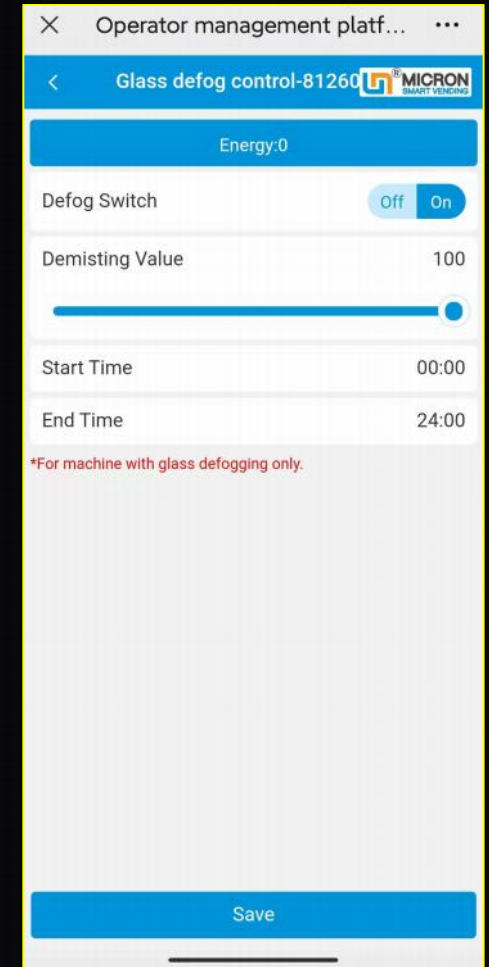 Operator management platf...
Glass defog control-81260
MICRON
SMART VENDING
Energy:0
Defog Switch
Off On
Demisting Value 100
Start Time 00:00
End Time 24:00
*For machine with glass defogging only.
Save